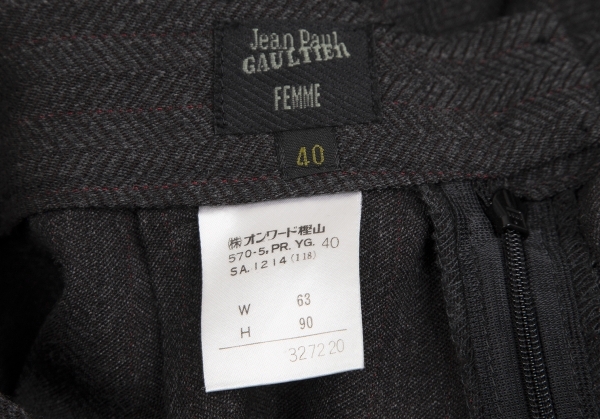 Jean Paul
GAULTIER
FEMME
40
㈱オンワード樫山
570-5, PR. YG. 40
SA. 1214 (118)
W 63
H 90
327220